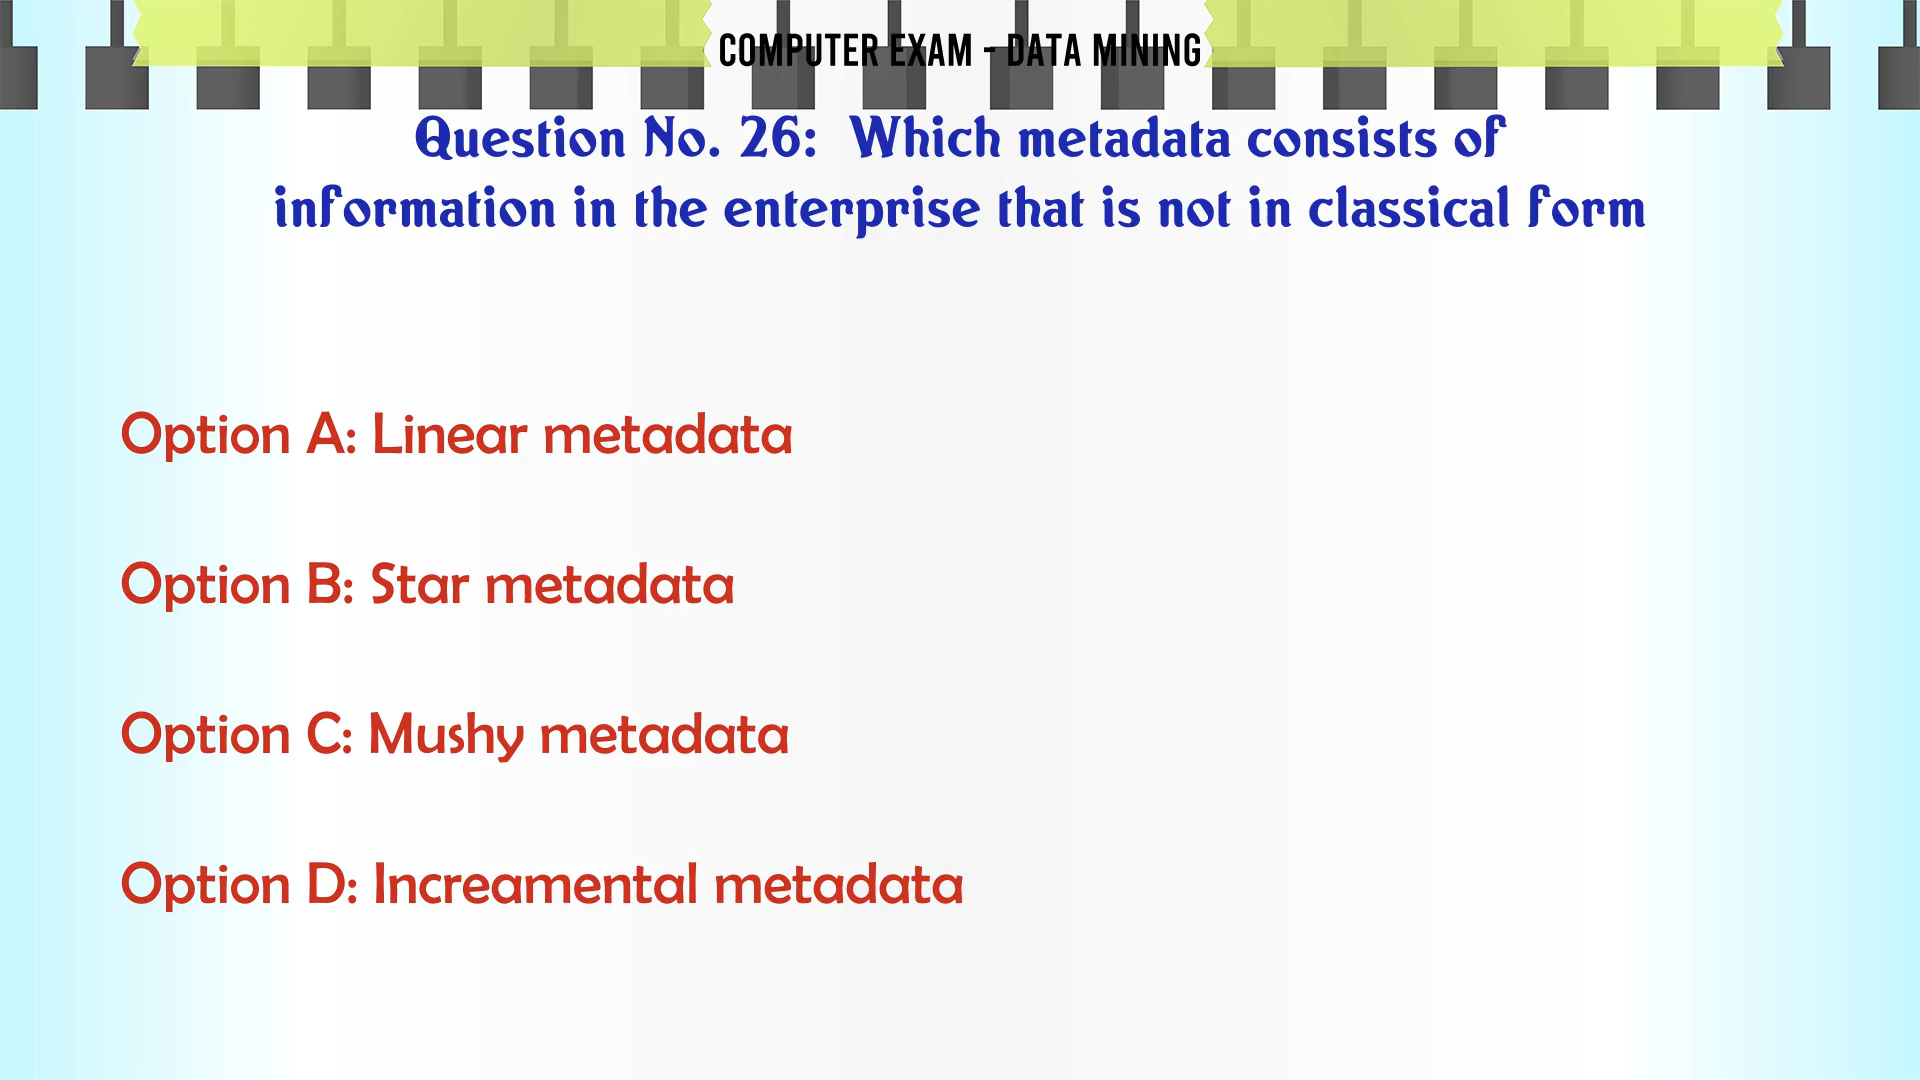 COMPUTER EXAM - DATA MINING
Question No. 26: Which metadata consists of
information in the enterprise that is not in classical form
Option A: Linear metadata
Option B: Star metadata
Option C: Mushy metadata
Option D: Increamental metadata